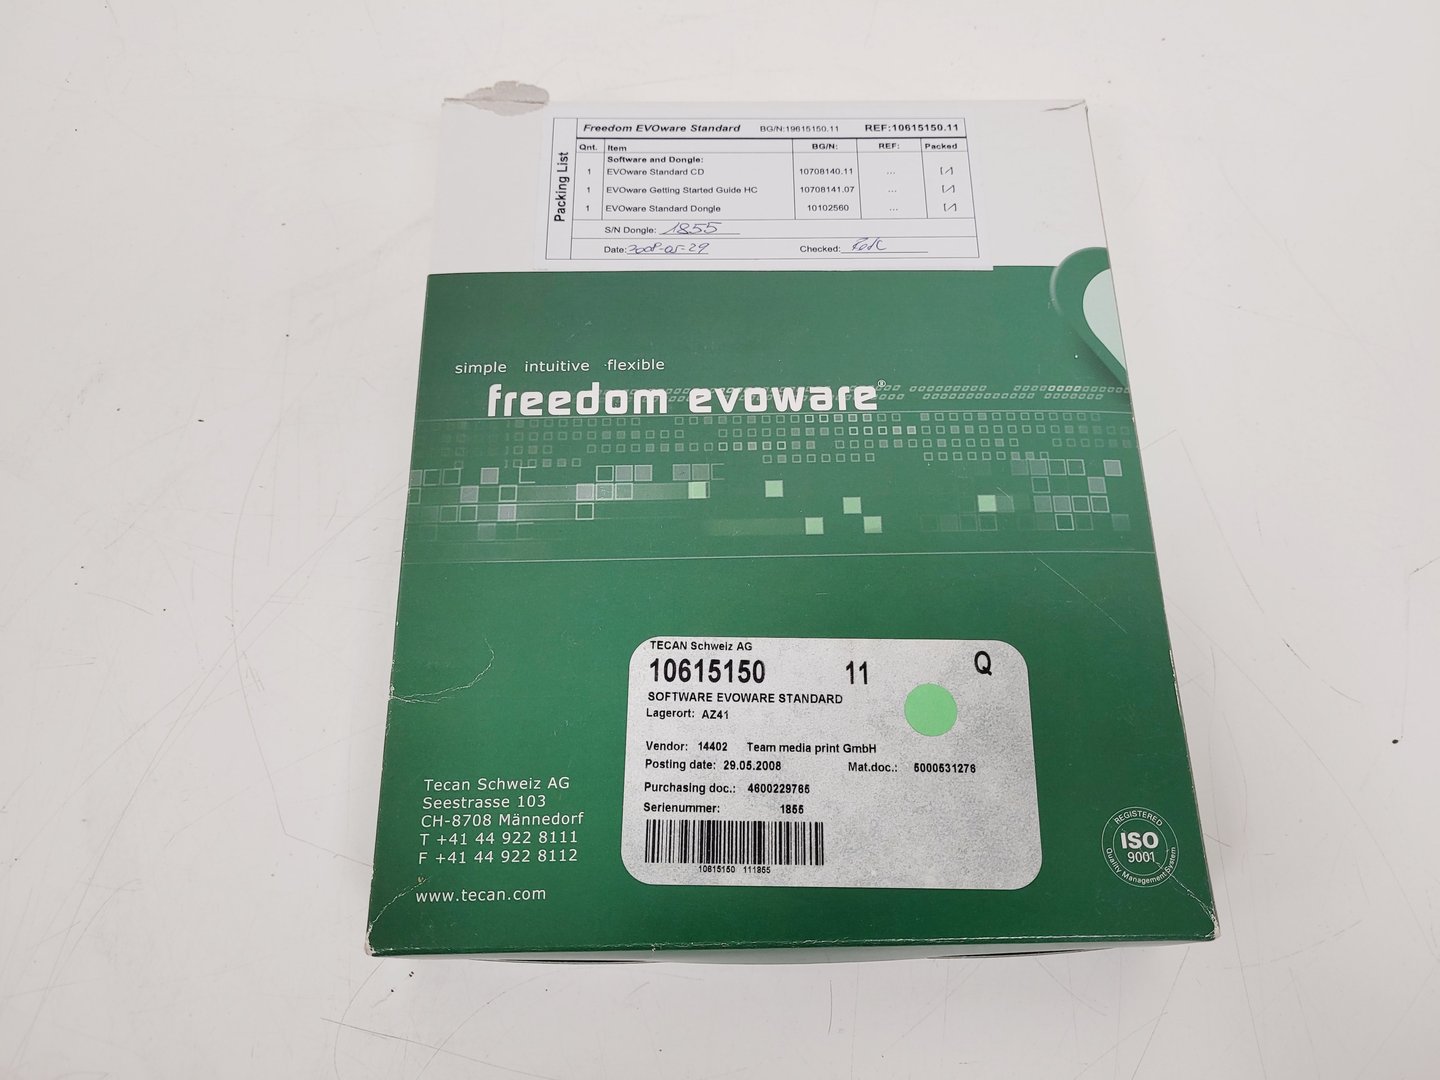 Packing List
Freedom EVOware Standard BG/N:19615150.11 REF:10615150.11
Qnt. Item BG/N: REF: Packed
Software and Dongle:
1 EVOware Standard CD 10708140.11 ... [/]
1 EVOware Getting Started Guide HC 10708141.07 ... [/]
1 EVOware Standard Dongle 10102560 ... [/]
S/N Dongle: 1855
Date: 2008-05-29 Checked:
simple intuitive flexible
freedom evoware®
TECAN Schweiz AG
10615150 11 Q
SOFTWARE EVOWARE STANDARD
Lagerort: AZ41
Vendor: 14402 Team media print GmbH
Posting date: 29.05.2008 Mat.doc.: 5000531276
Purchasing doc.: 4600229765
Serienummer: 1855
10615150 111855
Tecan Schweiz AG
Seestrasse 103
CH-8708 Männedorf
T +41 44 922 8111
F +41 44 922 8112
www.tecan.com
REGISTERED
ISO
9001
Quality Management System